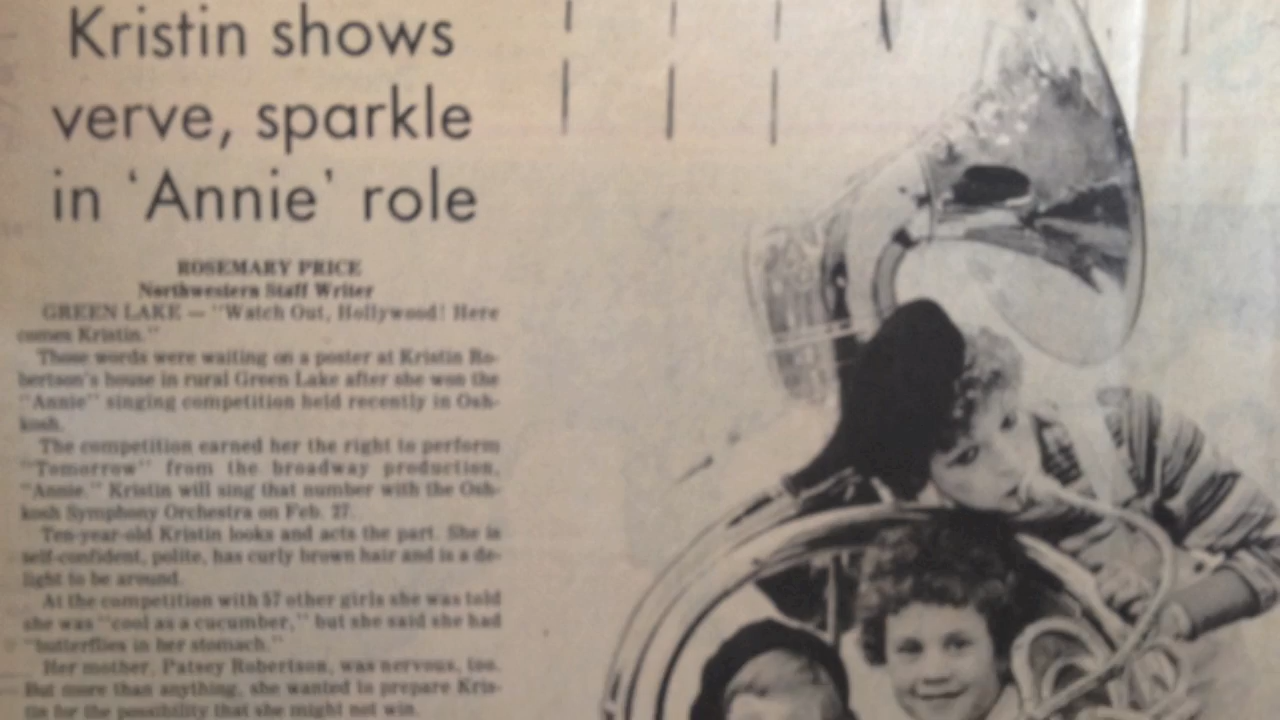 Kristin shows
verve, sparkle
in 'Annie' role
ROSEMARY PRICE
Northwestern Staff Writer
GREEN LAKE — "Watch Out, Hollywood! Here
comes Kristin."
Those words were waiting on a poster at Kristin Ro-
bertson's house in rural Green Lake after she won the
"Annie" singing competition held recently in Osh-
kosh.
The competition earned her the right to perform
"Tomorrow" from the broadway production,
"Annie." Kristin will sing that number with the Osh-
kosh Symphony Orchestra on Feb. 27.
Ten-year-old Kristin looks and acts the part. She is
self-confident, polite, has curly brown hair and is a de-
light to be around.
At the competition with 57 other girls she was told
she was "cool as a cucumber," but she said she had
"butterflies in her stomach."
Her mother, Patsey Robertson, was nervous, too.
But more than anything, she wanted to prepare Kris-
tin for the possibility that she might not win.